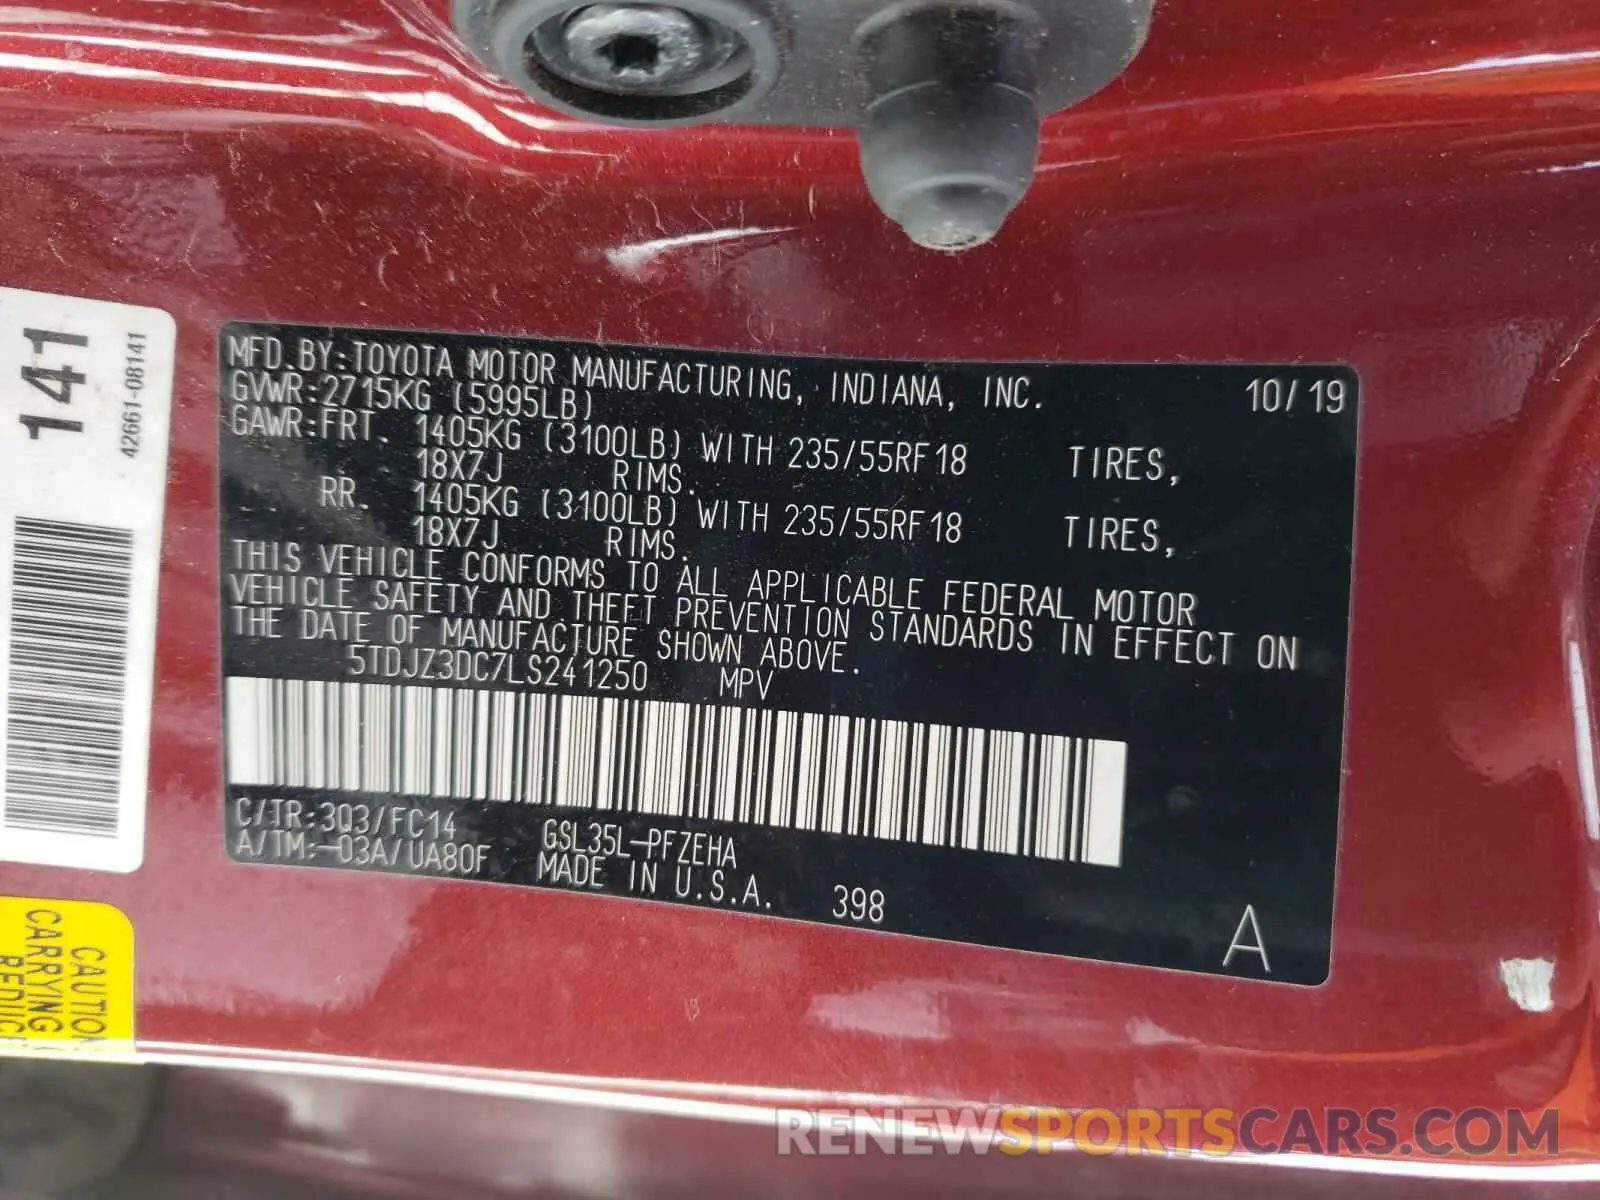 MFD.BY:TOYOTA MOTOR MANUFACTURING, INDIANA, INC. 10/19
GVWR:2715KG (5995LB)
GAWR:FRT. 1405KG (3100LB) WITH 235/55RF18 TIRES,
18X7J RIMS.
RR. 1405KG (3100LB) WITH 235/55RF18 TIRES,
18X7J RIMS.
THIS VEHICLE CONFORMS TO ALL APPLICABLE FEDERAL MOTOR
VEHICLE SAFETY AND THEFT PREVENTION STANDARDS IN EFFECT ON
THE DATE OF MANUFACTURE SHOWN ABOVE.
5TDJZ3DC7LS241250 MPV
C/TR:3Q3/FC14 GSL35L-PFZEHA
A/TM:-03A/UA80F MADE IN U.S.A. 398
A
141
42661-08141
CAUTION
CARRYING
REDUC
RENEWSPORTSCARS.COM